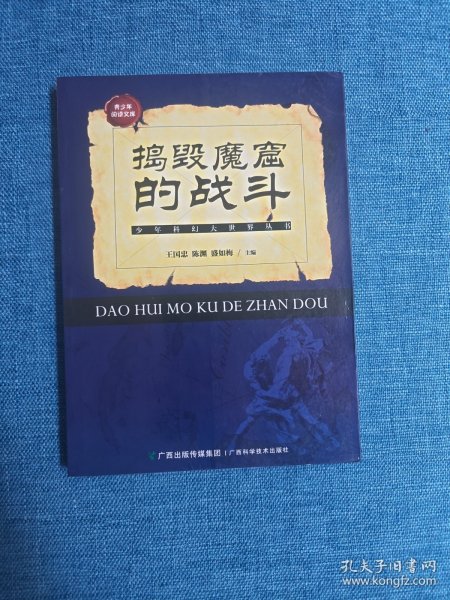 青少年
阅读文库
捣毁魔窟
的战斗
少年科幻大世界丛书
王国忠 陈渊 盛如梅 / 主编
DAO HUI MO KU DE ZHAN DOU
广西出版传媒集团 | 广西科学技术出版社
孔夫子旧书网
www.kongfz.com